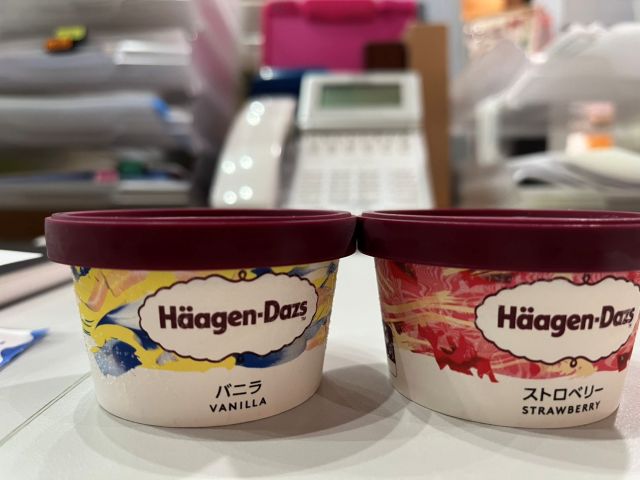 Häagen-Dazs
バニラ
VANILLA
Häagen-Dazs
ストロベリー
STRAWBERRY